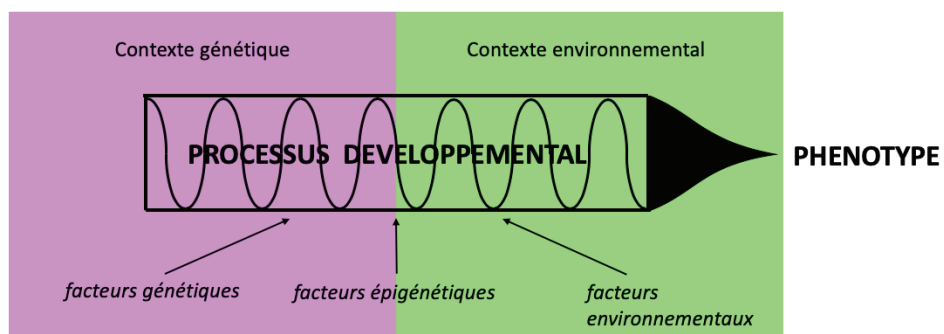 Contexte génétique
Contexte environnemental
PROCESSUS DEVELOPPEMENTAL
PHENOTYPE
facteurs génétiques
facteurs épigénétiques
facteurs
environnementaux